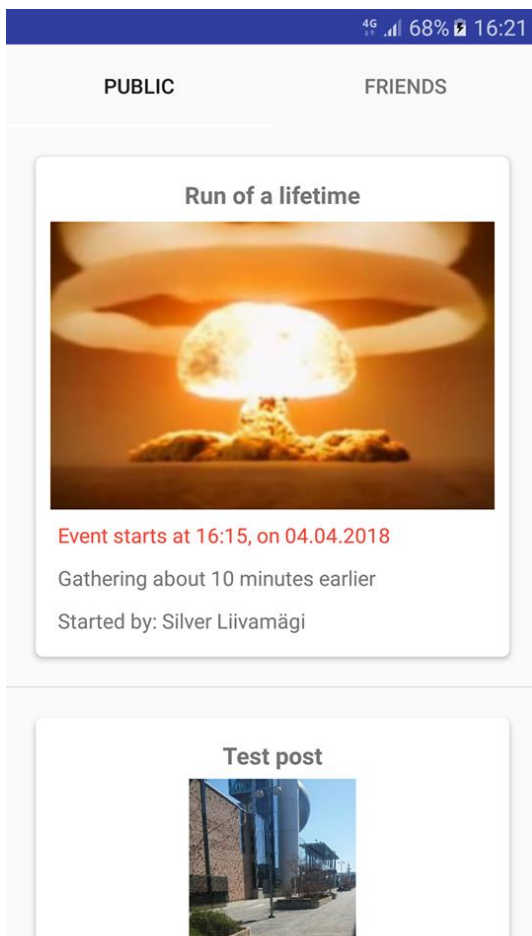 4G 68% 16:21
PUBLIC FRIENDS
Run of a lifetime
Event starts at 16:15, on 04.04.2018
Gathering about 10 minutes earlier
Started by: Silver Liivamägi
Test post